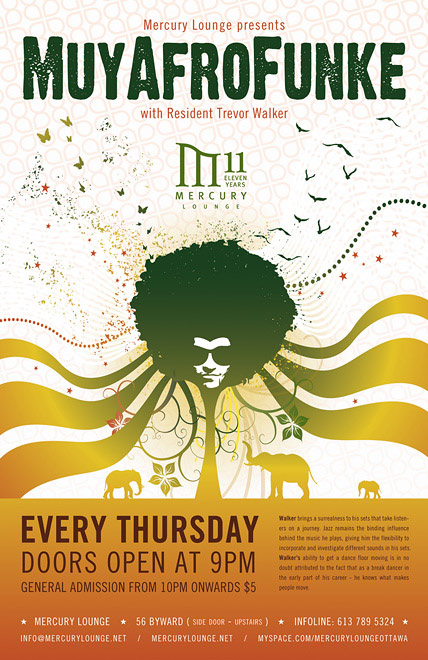 Mercury Lounge presents
MUYAFROFUNKE
with Resident Trevor Walker
M11
ELEVEN
YEARS
MERCURY
LOUNGE
EVERY THURSDAY
DOORS OPEN AT 9PM
GENERAL ADMISSION FROM 10PM ONWARDS $5
Walker brings a surrealness to his sets that take listen-
ers on a journey. Jazz remains the binding influence
behind the music he plays, giving him the flexibility to
incorporate and investigate different sounds in his sets
Walker's ability to get a dance floor moving is in no
doubt attributed to the fact that as a break dancer in
the early part of his career - he knows what makes
people move.
★ MERCURY LOUNGE ★ 56 BYWARD ( SIDE DOOR - UPSTAIRS ) ★ INFOLINE: 613 789 5324 ★
INFO@MERCURYLOUNGE.NET / MERCURYLOUNGE.NET / MYSPACE.COM/MERCURYLOUNGEOTTAWA